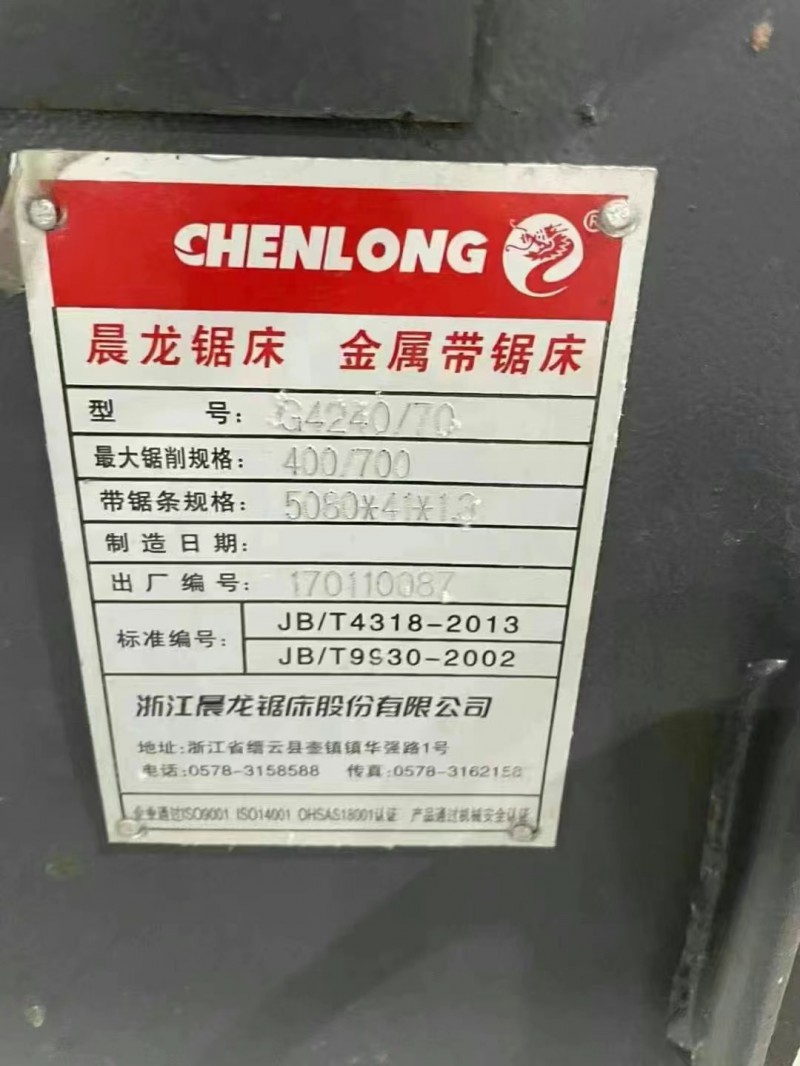 CHENLONG ®
晨龙锯床 金属带锯床
型 号: G4240/70
最大锯削规格: 400/700
带锯条规格: 5080*41*1.3
制造日期:
出厂编号: 170110087
标准编号: JB/T4318-2013
JB/T9930-2002
浙江晨龙锯床股份有限公司
地址:浙江省缙云县壶镇镇华强路1号
电话:0578-3158588 传真:0578-3162158
企业通过ISO9001 ISO14001 OHSAS18001认证 产品通过机械安全认证